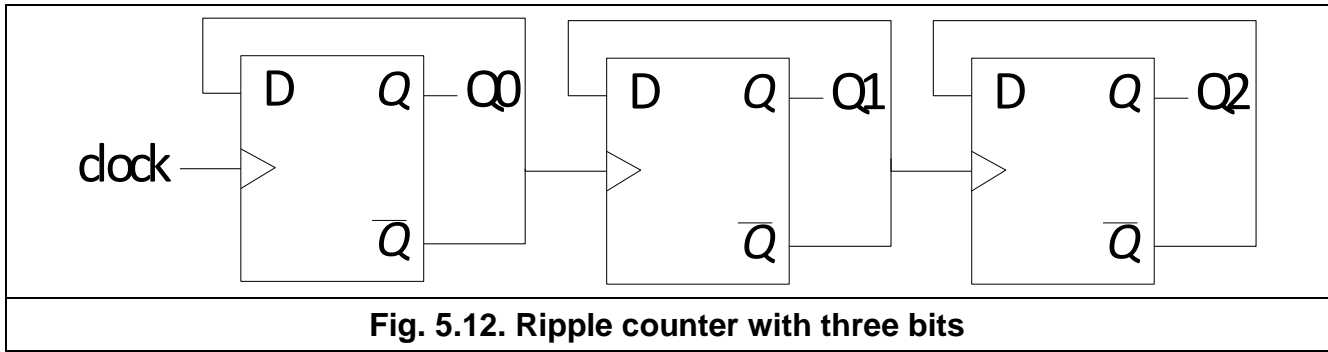 D Q Q0 D Q Q1 D Q Q2
clock
Q Q Q
Fig. 5.12. Ripple counter with three bits